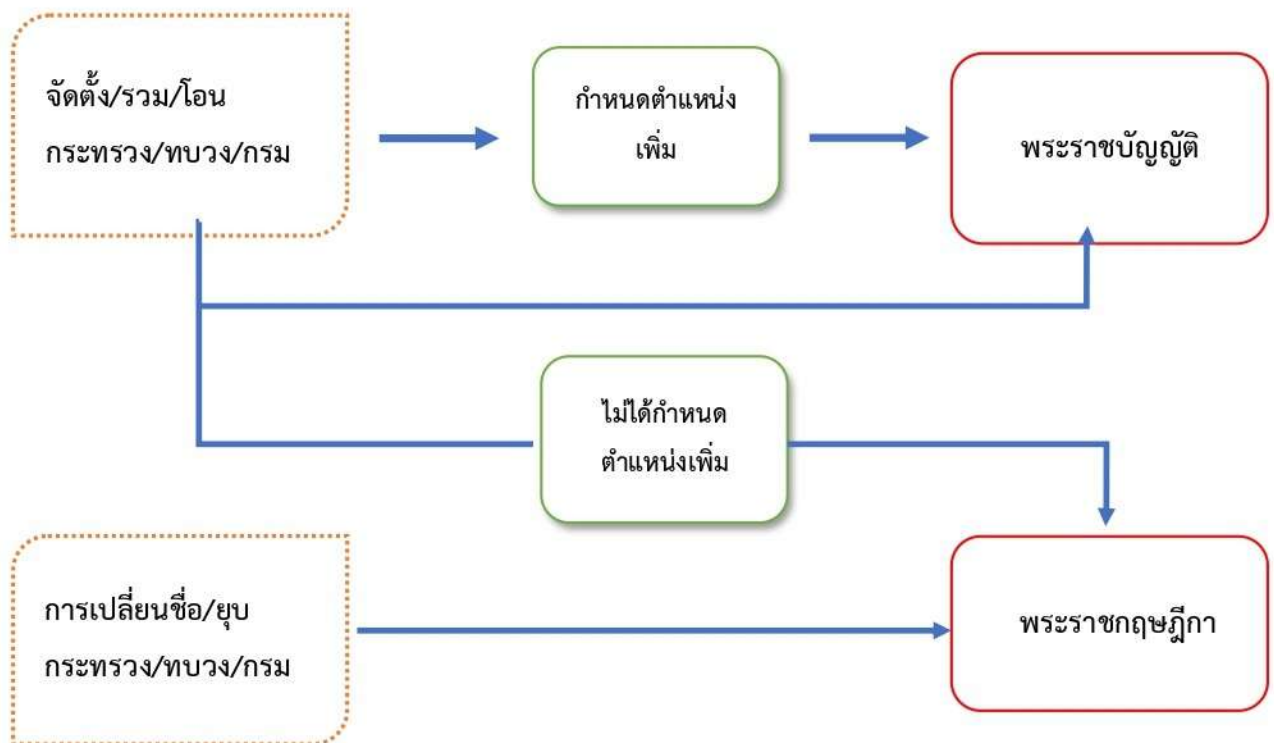 จัดตั้ง/รวม/โอน
กระทรวง/ทบวง/กรม
กำหนดตำแหน่ง
เพิ่ม
พระราชบัญญัติ
ไม่ได้กำหนด
ตำแหน่งเพิ่ม
การเปลี่ยนชื่อ/ยุบ
กระทรวง/ทบวง/กรม
พระราชกฤษฎีกา